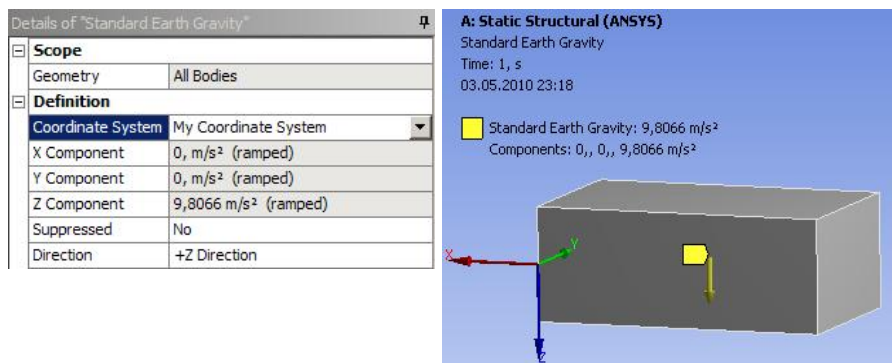 Details of "Standard Earth Gravity"
Scope
Geometry All Bodies
Definition
Coordinate System My Coordinate System
X Component 0, m/s² (ramped)
Y Component 0, m/s² (ramped)
Z Component 9,8066 m/s² (ramped)
Suppressed No
Direction +Z Direction
A: Static Structural (ANSYS)
Standard Earth Gravity
Time: 1, s
03.05.2010 23:18
Standard Earth Gravity: 9,8066 m/s²
Components: 0,, 0,, 9,8066 m/s²
X
Y
Z